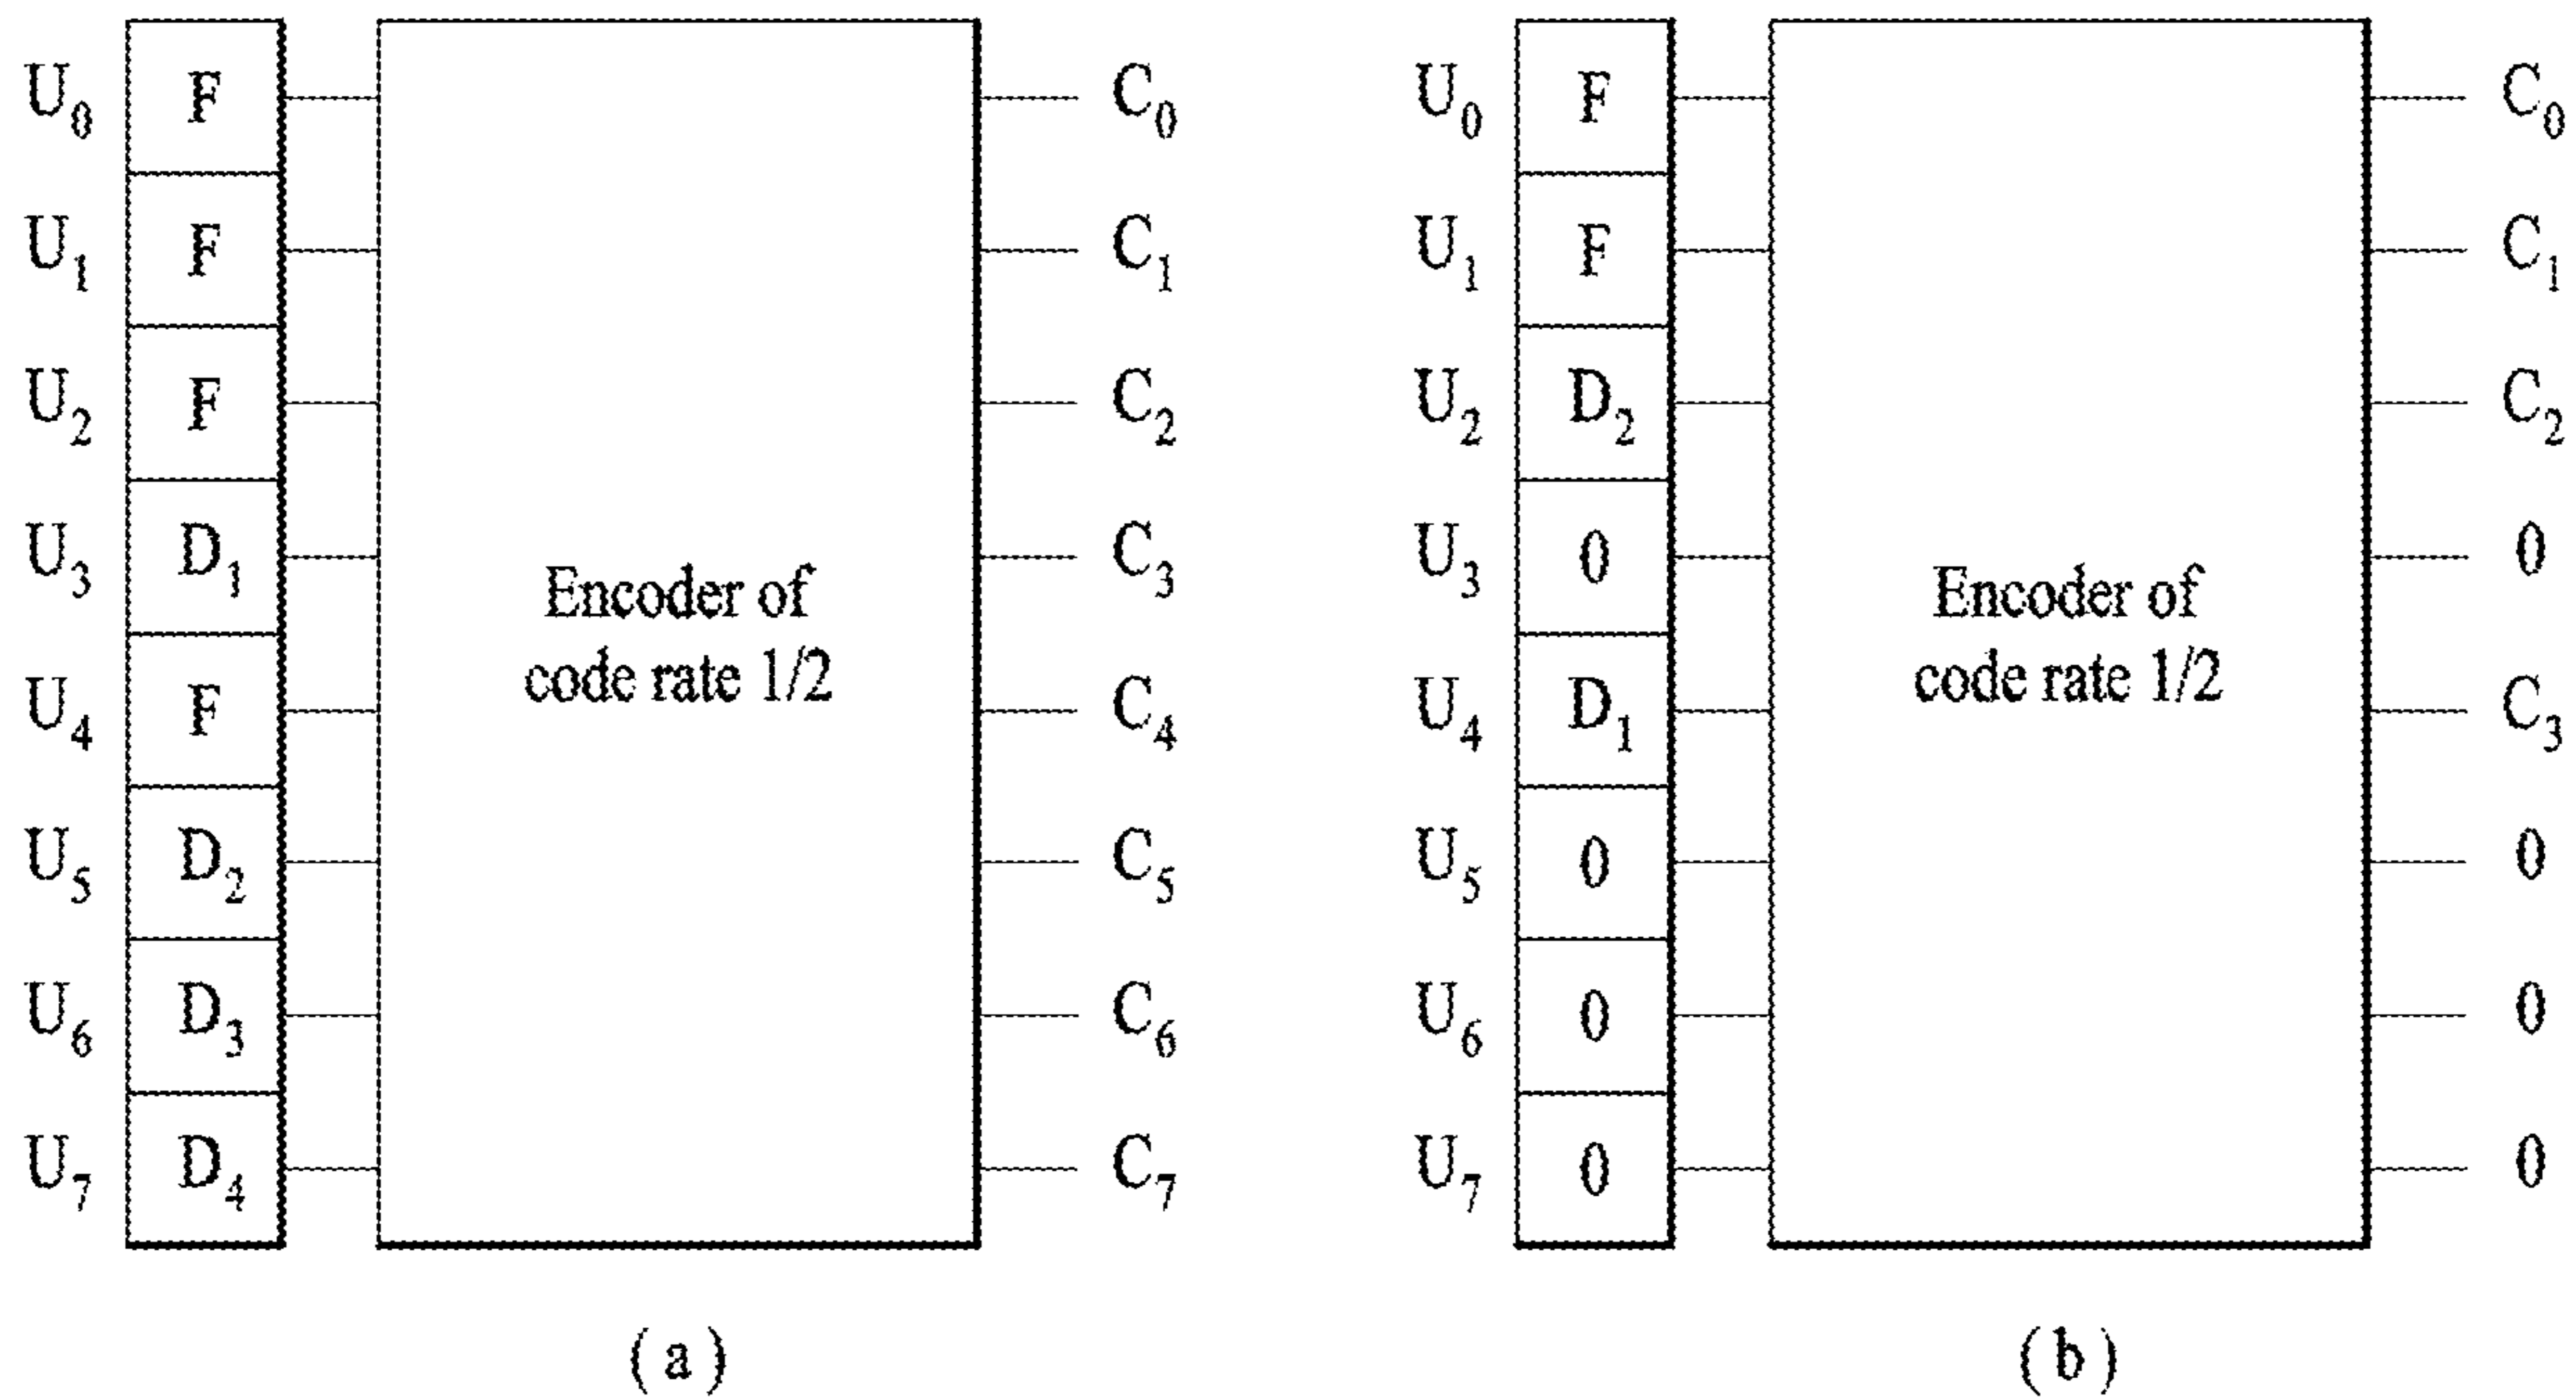 U0 F C0
U1 F C1
U2 F C2
U3 D1 C3
U4 F C4
U5 D2 C5
U6 D3 C6
U7 D4 C7
Encoder of
code rate 1/2
(a)
U0 F C0
U1 F C1
U2 D2 C2
U3 0 0
U4 D1 C3
U5 0 0
U6 0 0
U7 0 0
Encoder of
code rate 1/2
(b)